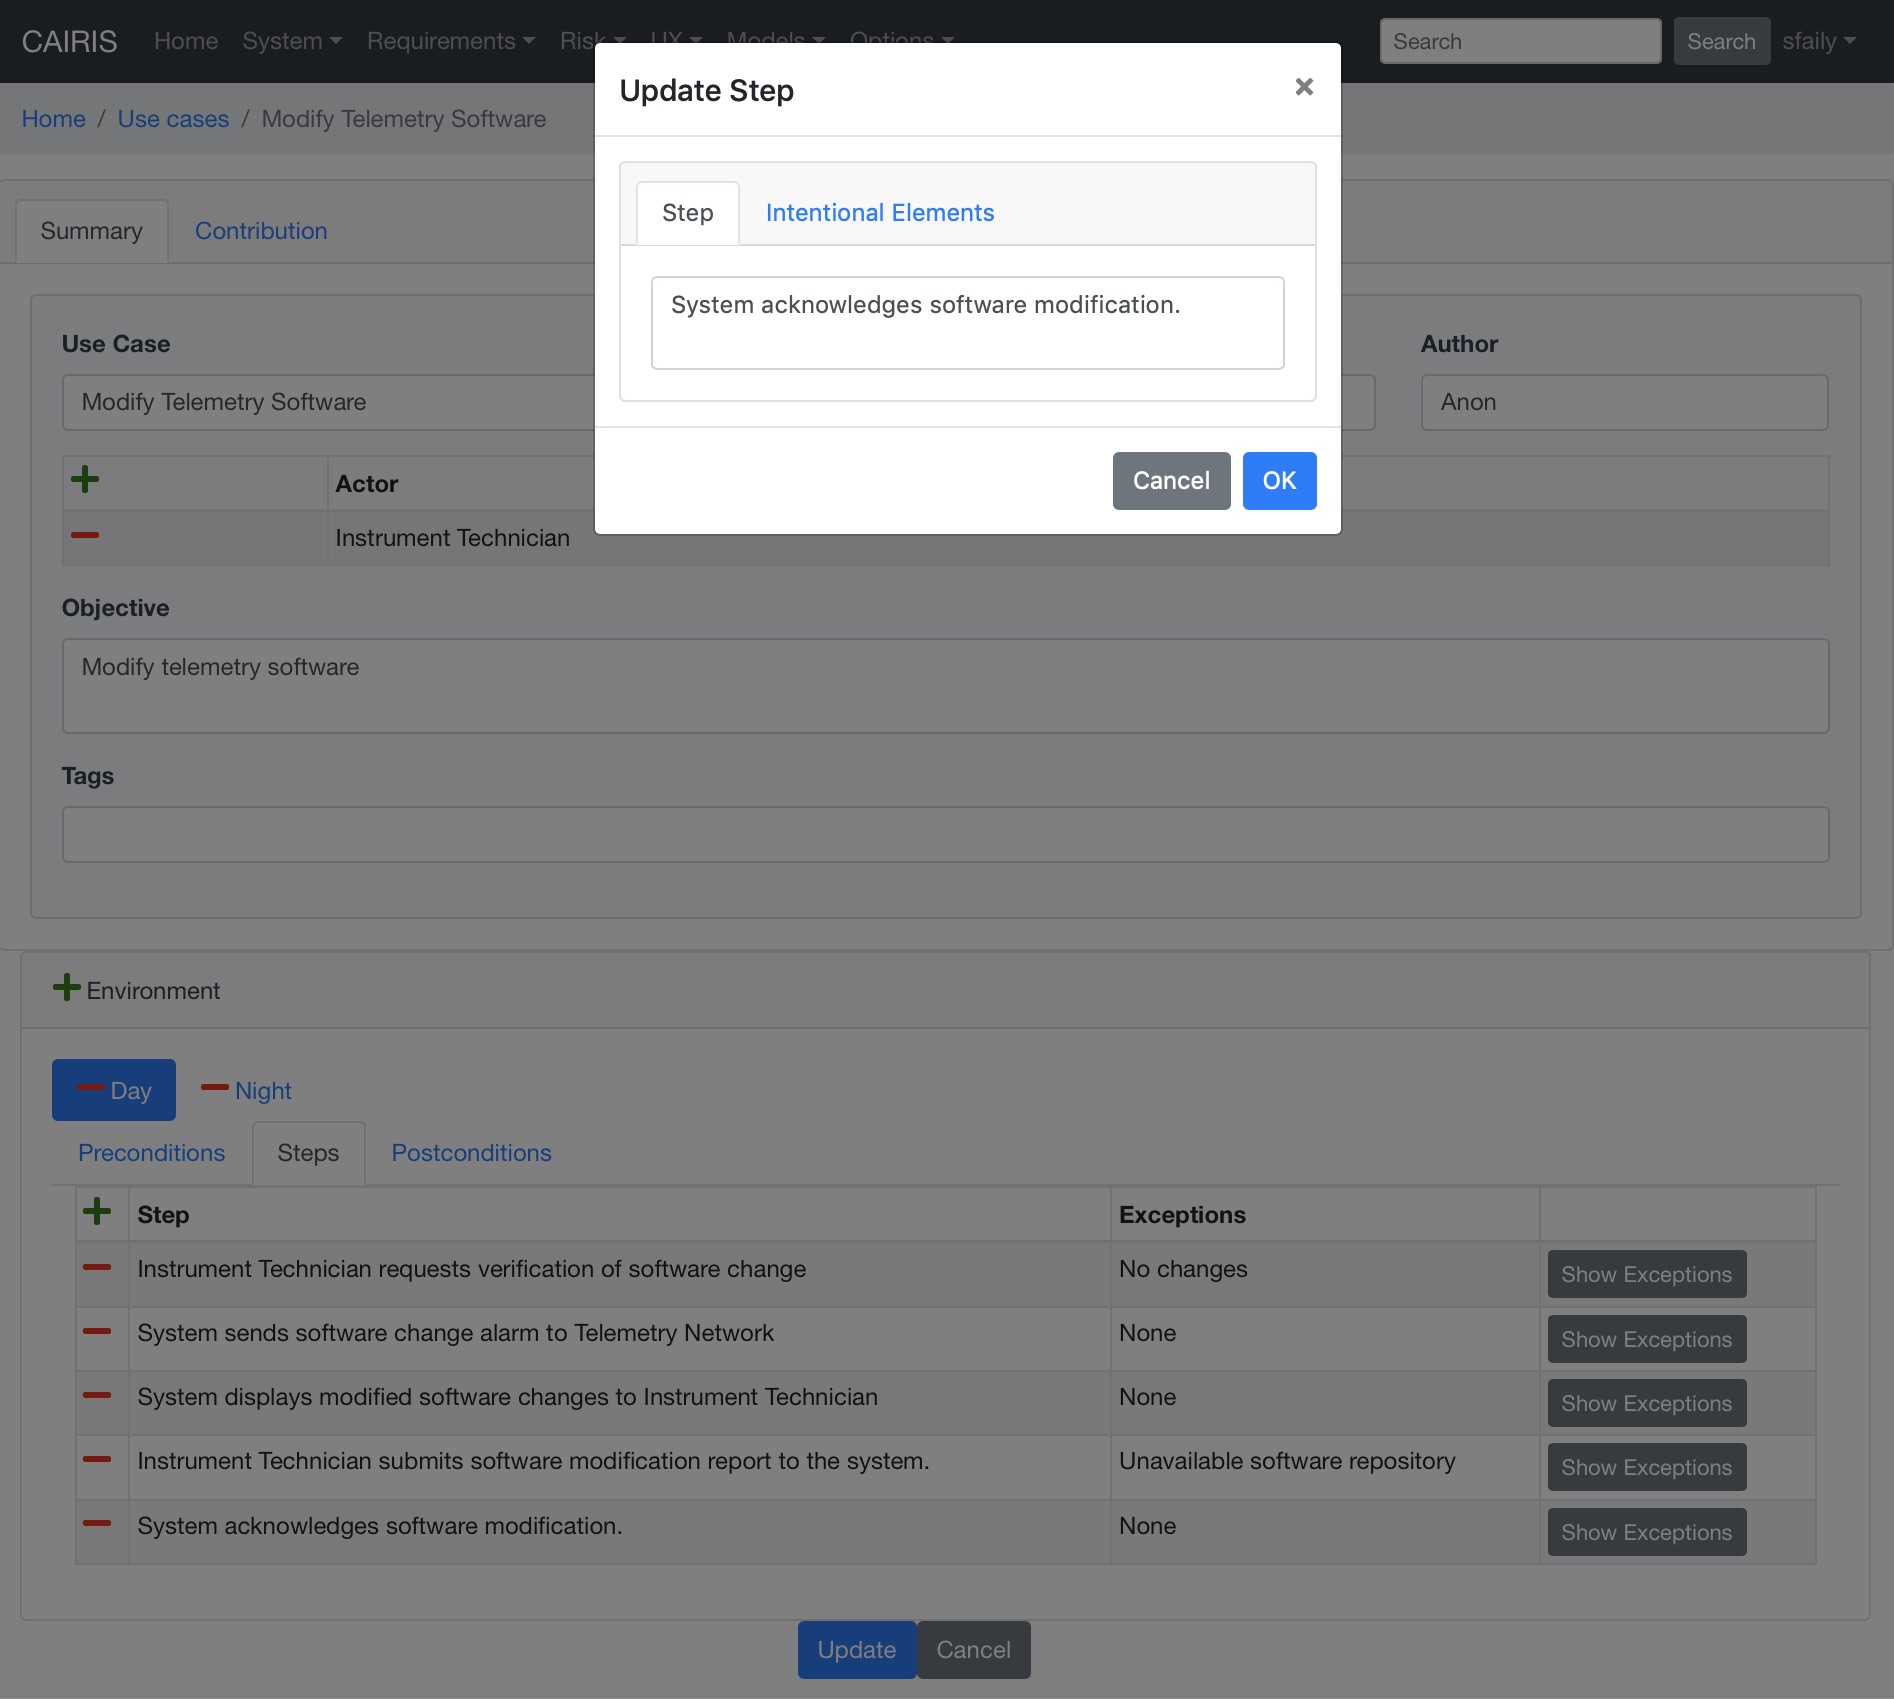 CAIRIS Home System Requirements Risk UX Models Options Search Search sfaily
Home / Use cases / Modify Telemetry Software
Update Step
Step Intentional Elements
System acknowledges software modification.
Cancel OK
Summary Contribution
Use Case Author
Modify Telemetry Software Anon
Actor
Instrument Technician
Objective
Modify telemetry software
Tags
Environment
Day Night
Preconditions Steps Postconditions
Step Exceptions
Instrument Technician requests verification of software change No changes Show Exceptions
System sends software change alarm to Telemetry Network None Show Exceptions
System displays modified software changes to Instrument Technician None Show Exceptions
Instrument Technician submits software modification report to the system. Unavailable software repository Show Exceptions
System acknowledges software modification. None Show Exceptions
Update Cancel